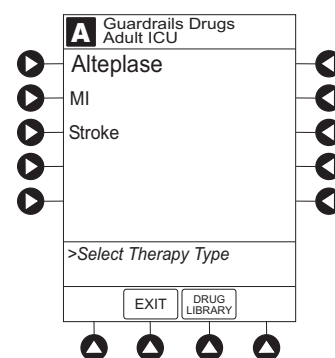 A Guardrails Drugs
Adult ICU
Alteplase
MI
Stroke
>Select Therapy Type
EXIT
DRUG
LIBRARY